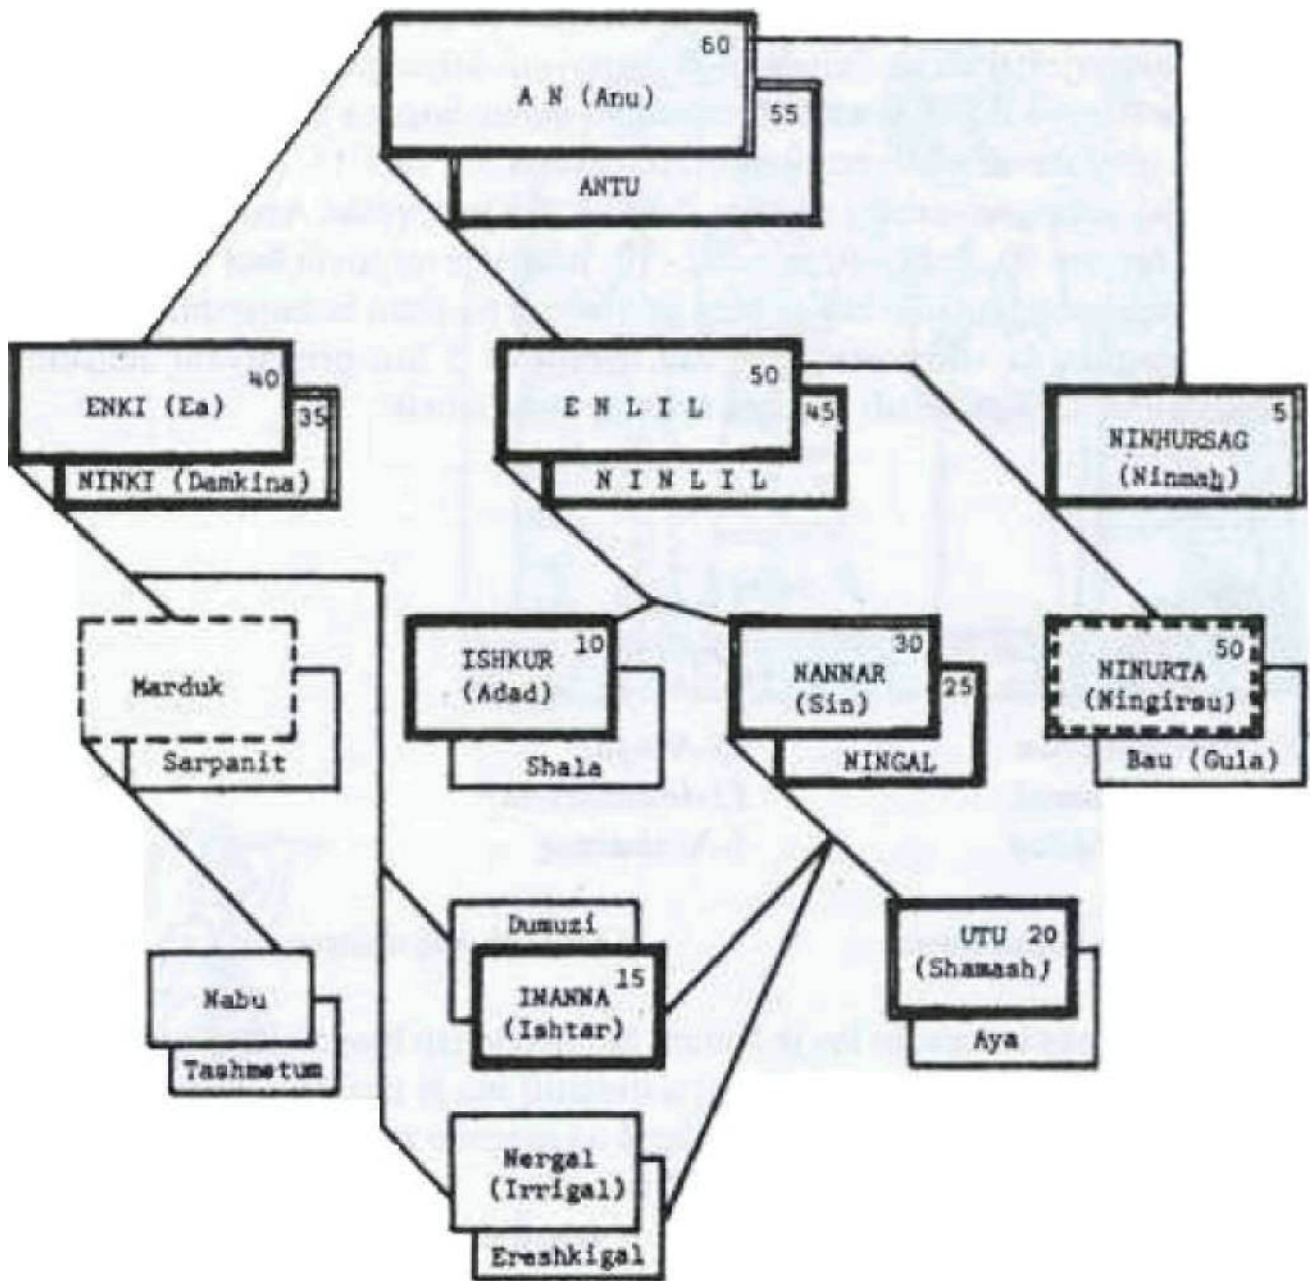 60
A N (Anu)
55
ANTU
40
ENKI (Ea)
35
NINKI (Damkina)
50
E N L I L
45
N I N L I L
5
NINHURSAG
(Ninmah)
Marduk
Sarpanit
10
ISHKUR
(Adad)
Shala
30
NANNAR
(Sin)
25
NINGAL
50
NINURTA
(Ningirsu)
Bau (Gula)
Nabu
Tashmetum
Dumuzi
15
INANNA
(Ishtar)
UTU 20
(Shamash)
Aya
Nergal
(Irrigal)
Ereshkigal